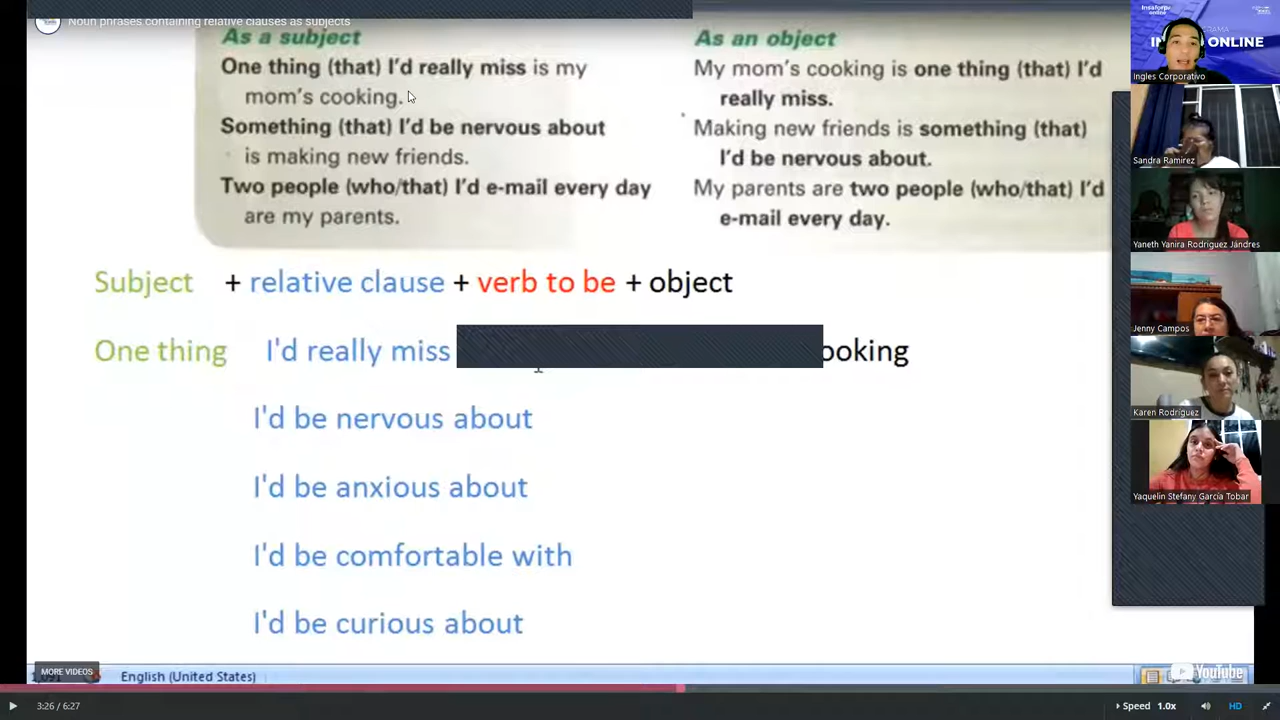 Noun phrases containing relative clauses as subjects
As a subject
One thing (that) I'd really miss is my
mom's cooking.
Something (that) I'd be nervous about
is making new friends.
Two people (who/that) I'd e-mail every day
are my parents.
As an object
My mom's cooking is one thing (that) I'd
really miss.
Making new friends is something (that)
I'd be nervous about.
My parents are two people (who/that) I'd
e-mail every day.
Subject + relative clause + verb to be + object
One thing I'd really miss ooking
I'd be nervous about
I'd be anxious about
I'd be comfortable with
I'd be curious about
ONLINE
Ingles Corporativo
Sandra Ramirez
Yaneth Yanira Rodriguez Jándres
Jenny Campos
Karen Rodríguez
Yaquelin Stefany García Tobar
MORE VIDEOS
English (United States)
YouTube
3:26 / 6:27
Speed 1.0x
HD